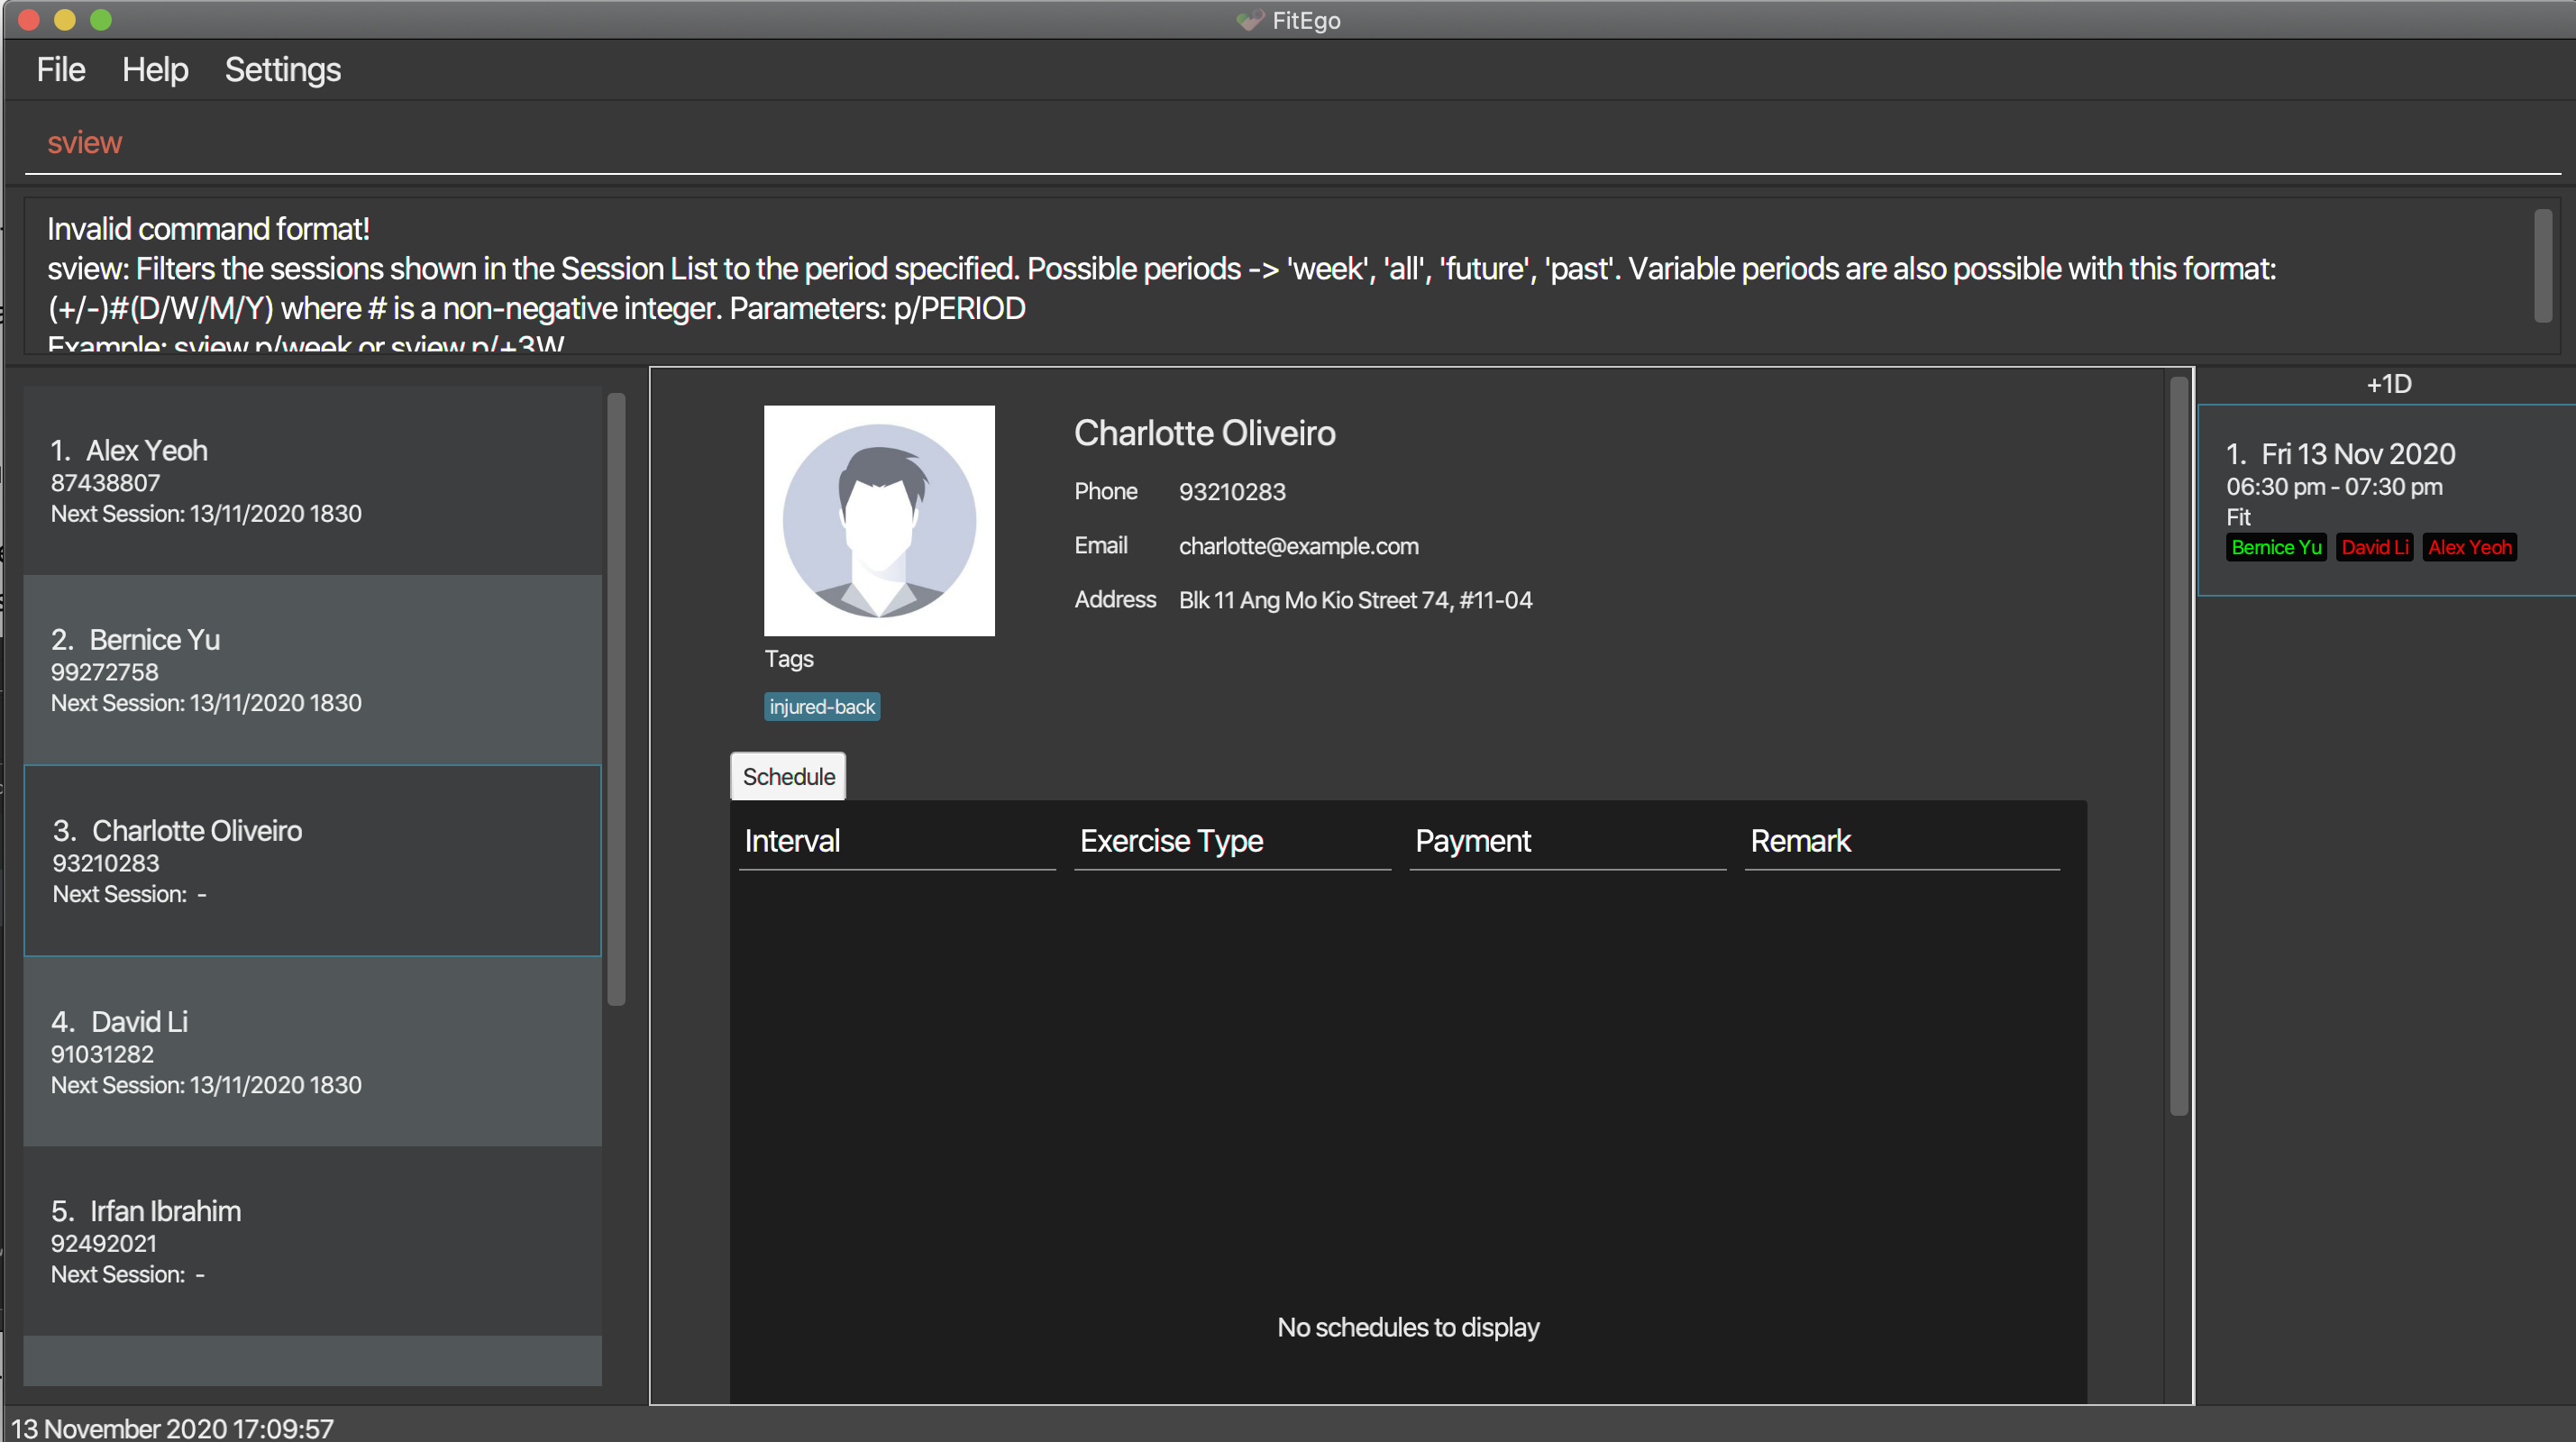 FitEgo
File Help Settings
sview
Invalid command format!
sview: Filters the sessions shown in the Session List to the period specified. Possible periods -> 'week', 'all', 'future', 'past'. Variable periods are also possible with this format:
(+/-)#(D/W/M/Y) where # is a non-negative integer. Parameters: p/PERIOD
Example: sview p/week or sview p/+3W
1. Alex Yeoh
87438807
Next Session: 13/11/2020 1830
2. Bernice Yu
99272758
Next Session: 13/11/2020 1830
3. Charlotte Oliveiro
93210283
Next Session: -
4. David Li
91031282
Next Session: 13/11/2020 1830
5. Irfan Ibrahim
92492021
Next Session: -
Charlotte Oliveiro
Phone 93210283
Email charlotte@example.com
Address Blk 11 Ang Mo Kio Street 74, #11-04
Tags
injured-back
Schedule
Interval Exercise Type Payment Remark
No schedules to display
+1D
1. Fri 13 Nov 2020
06:30 pm - 07:30 pm
Fit
Bernice Yu David Li Alex Yeoh
13 November 2020 17:09:57